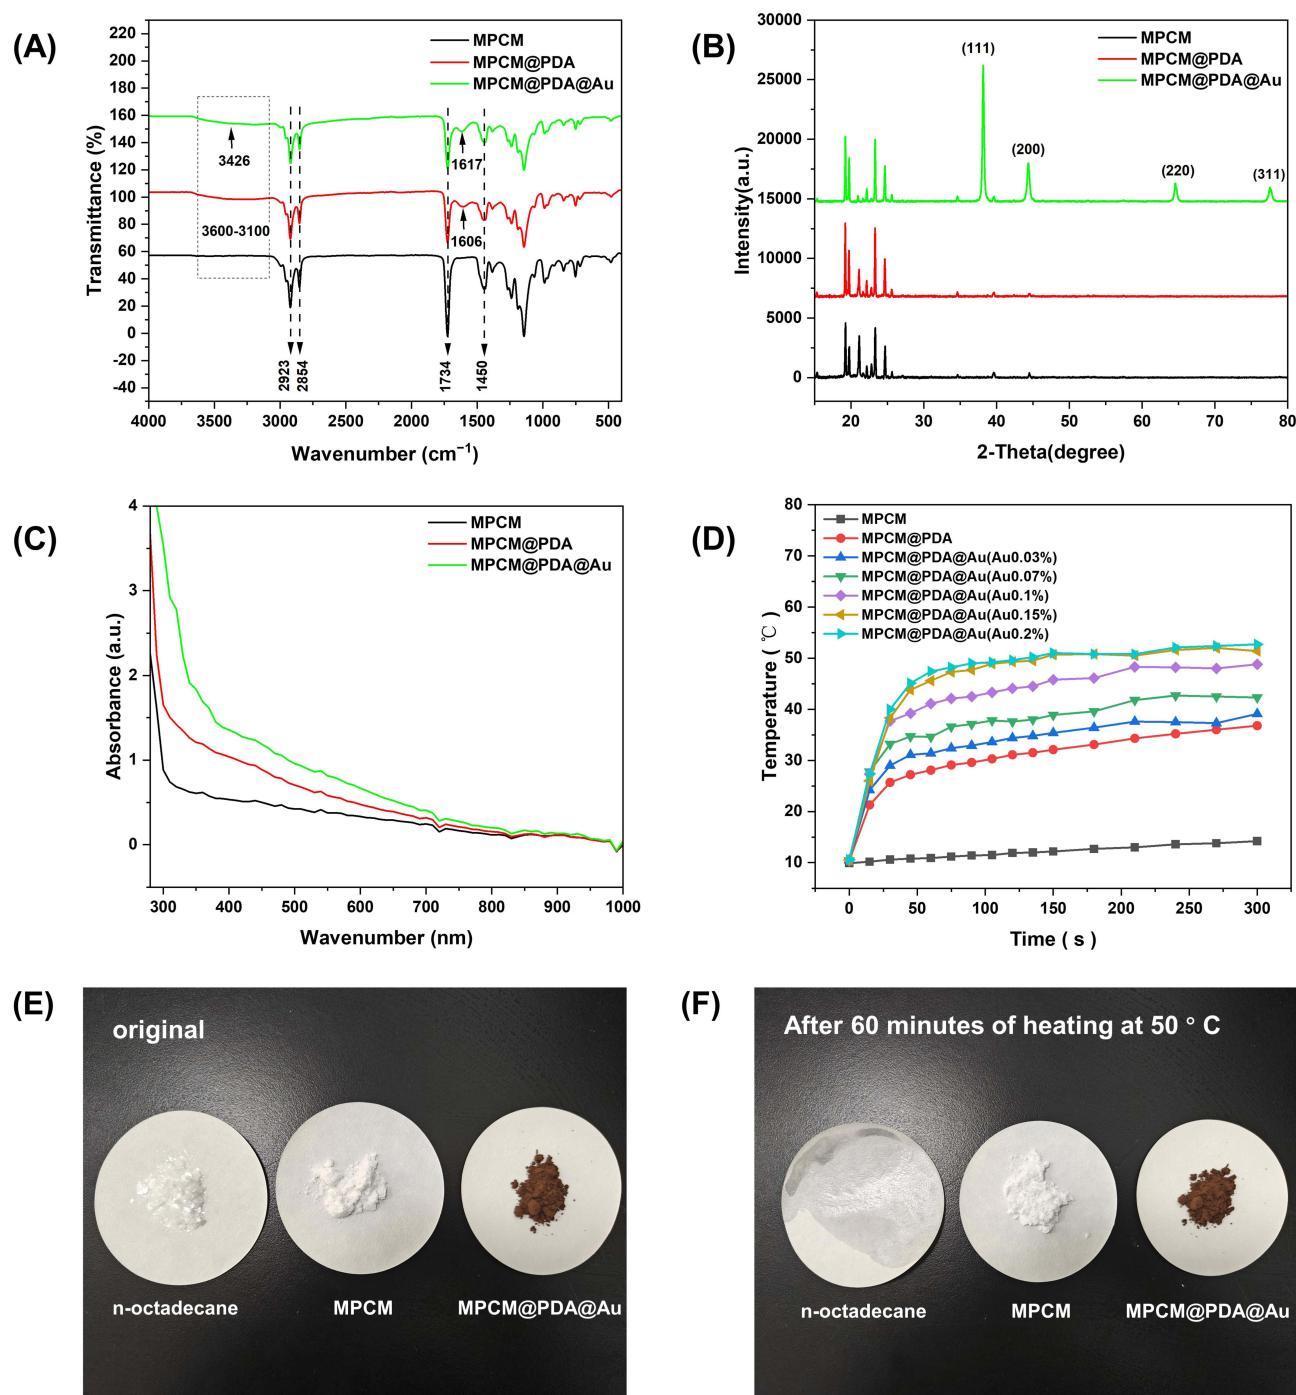 (A)
MPCM
MPCM@PDA
MPCM@PDA@Au
220
200
180
160
140
120
100
80
60
40
20
0
-20
-40
Transmittance (%)
3426
3600-3100
1617
1606
2923
2854
1734
1450
4000 3500 3000 2500 2000 1500 1000 500
Wavenumber (cm⁻¹)
(B)
MPCM
MPCM@PDA
MPCM@PDA@Au
30000
25000
20000
15000
10000
5000
0
Intensity(a.u.)
(111)
(200)
(220)
(311)
20 30 40 50 60 70 80
2-Theta(degree)
(C)
MPCM
MPCM@PDA
MPCM@PDA@Au
4
3
2
1
0
Absorbance (a.u.)
300 400 500 600 700 800 900 1000
Wavenumber (nm)
(D)
MPCM
MPCM@PDA
MPCM@PDA@Au(Au0.03%)
MPCM@PDA@Au(Au0.07%)
MPCM@PDA@Au(Au0.1%)
MPCM@PDA@Au(Au0.15%)
MPCM@PDA@Au(Au0.2%)
80
70
60
50
40
30
20
10
Temperature ( ℃ )
0 50 100 150 200 250 300
Time ( s )
(E)
original
n-octadecane MPCM MPCM@PDA@Au
(F)
After 60 minutes of heating at 50 ° C
n-octadecane MPCM MPCM@PDA@Au